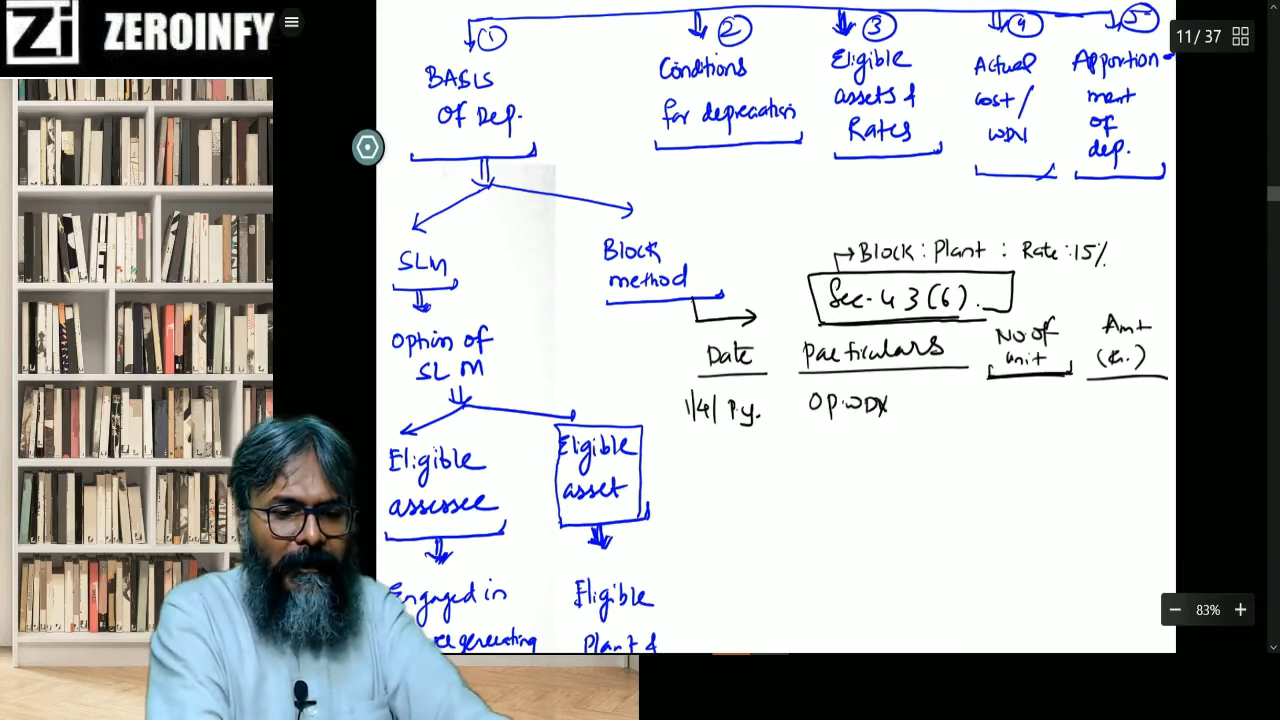 Zi ZEROINFY
11 / 37
① ② ③ ④ ⑤
BASIS
of Dep.
Conditions
for depreciation
Eligible
assets &
Rates
Actual
cost /
WDV
Apportion-
ment
of
dep.
SLM
Block
method
Option of
SLM
Eligible
assessee
Eligible
asset
Engaged in
generating
Eligible
Plant &
Block : Plant : Rate : 15%
Sec-43(6).
Date Particulars No of unit Amt (₹.)
1/4/ P.y. OP.WDV
83%